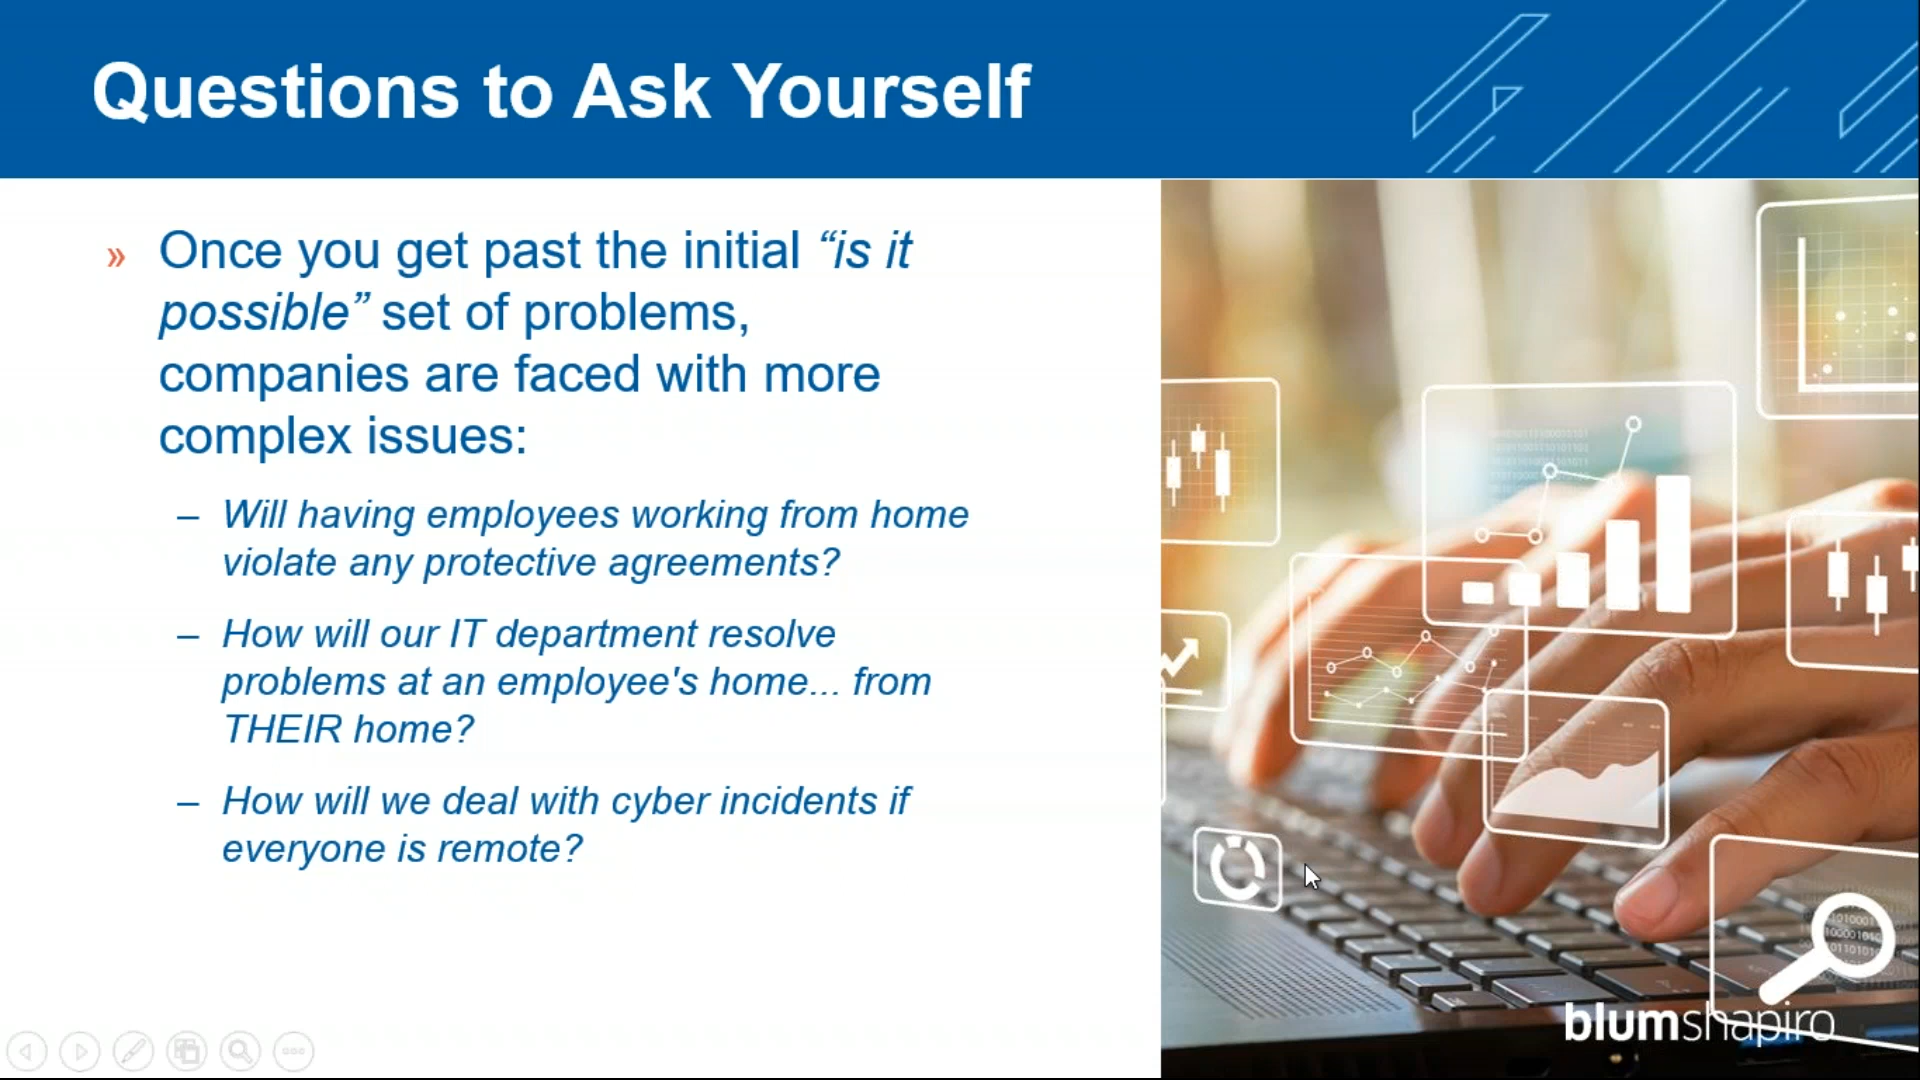 Questions to Ask Yourself
» Once you get past the initial “is it
possible” set of problems,
companies are faced with more
complex issues:
– Will having employees working from home
violate any protective agreements?
– How will our IT department resolve
problems at an employee's home... from
THEIR home?
– How will we deal with cyber incidents if
everyone is remote?
blumshapiro